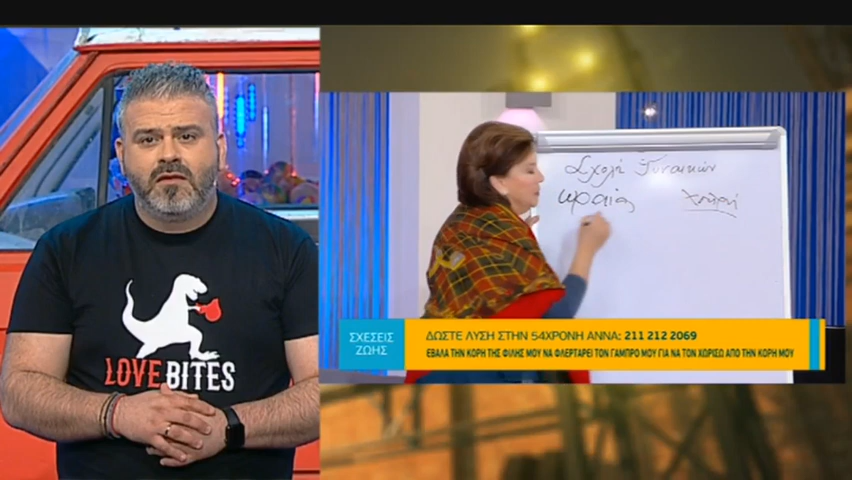 LOVE BITES
Σχολή Γυναικών
ωραία
ΣΧΕΣΕΙΣ
ΖΩΗΣ
ΔΩΣΤΕ ΛΥΣΗ ΣΤΗΝ 54ΧΡΟΝΗ ΑΝΝΑ: 211 212 2069
ΕΒΑΛΑ ΤΗΝ ΚΟΡΗ ΤΗΣ ΦΙΛΗΣ ΜΟΥ ΝΑ ΦΛΕΡΤΑΡΕΙ ΤΟΝ ΓΑΜΠΡΟ ΜΟΥ ΓΙΑ ΝΑ ΤΟΝ ΧΩΡΙΣΩ ΑΠΟ ΤΗΝ ΚΟΡΗ ΜΟΥ